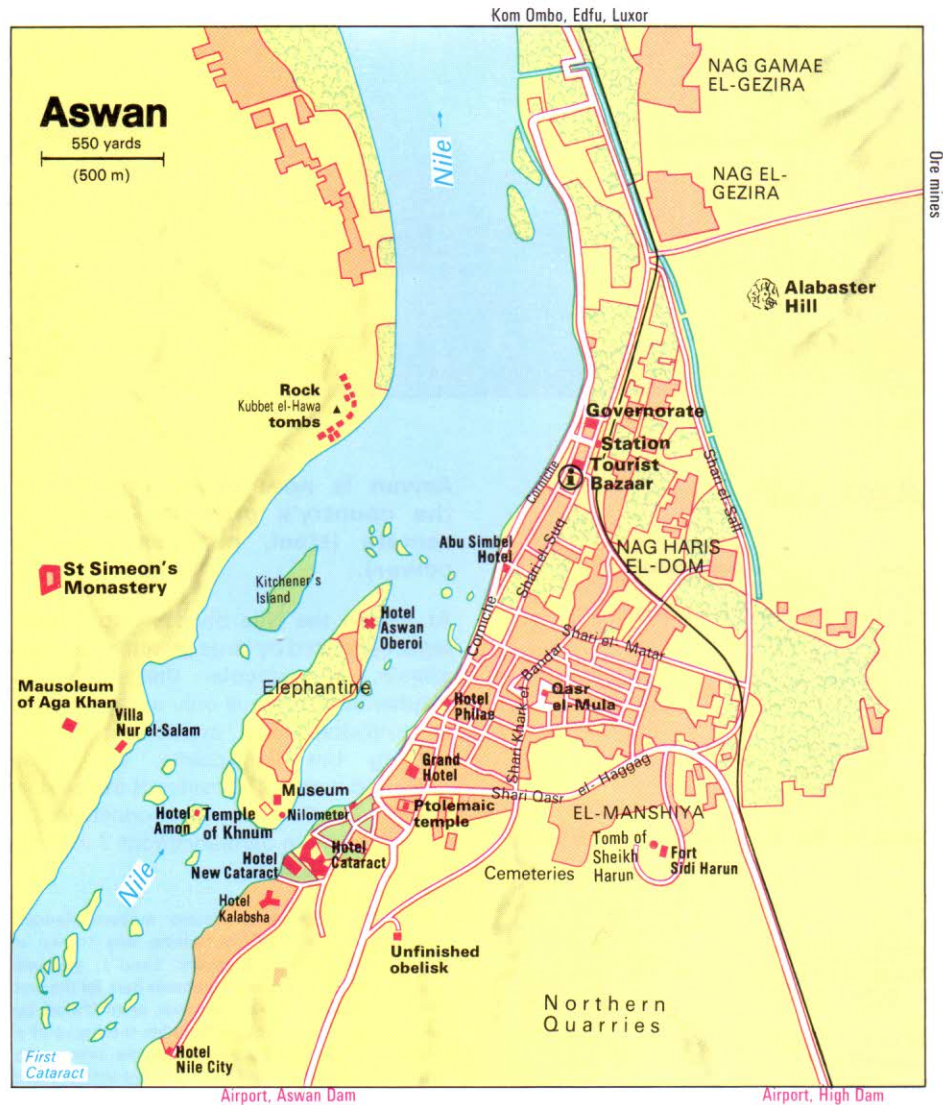 Kom Ombo, Edfu, Luxor
Aswan
550 yards
(500 m)
Nile
NAG GAMAE
EL-GEZIRA
NAG EL-
GEZIRA
Ore mines
Alabaster
Hill
Rock
Kubbet el-Hawa
tombs
Governorate
Station
Tourist
Bazaar
i
Corniche
Shari el-Sail
Abu Simbel
Hotel
Shari el-Suq
NAG HARIS
EL-DOM
St Simeon's
Monastery
Kitchener's
Island
Hotel
Aswan
Oberoi
Corniche
Shari el- Matar
Elephantine
Mausoleum
of Aga Khan
Villa
Nur el-Salam
Hotel
Philae
Shari Khark el-Bandar
Qasr
el-Mula
Grand
Hotel
Shari Qasr el- Haggag
Museum
Nilometer
Temple
of Khnum
Hotel
Amon
Ptolemaic
temple
EL-MANSHIYA
Hotel
Cataract
Hotel
New Cataract
Tomb of
Sheikh
Harun
Fort
Sidi Harun
Cemeteries
Nile
Hotel
Kalabsha
Unfinished
obelisk
Northern
Quarries
First
Cataract
Hotel
Nile City
Airport, Aswan Dam
Airport, High Dam